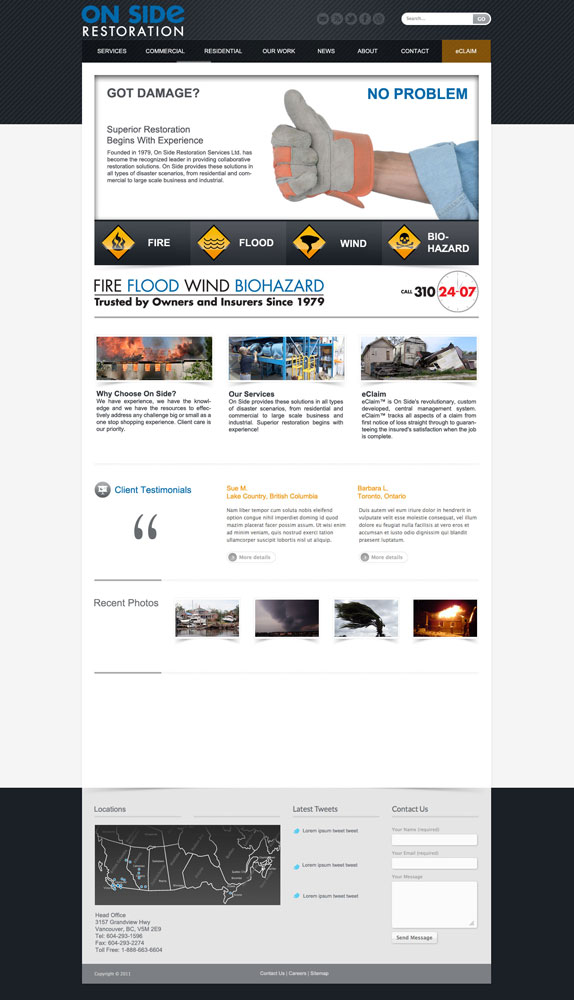 ON SIDE
RESTORATION
Search...
GO
SERVICES
COMMERCIAL
RESIDENTIAL
OUR WORK
NEWS
ABOUT
CONTACT
eCLAIM
GOT DAMAGE?
NO PROBLEM
Superior Restoration
Begins With Experience
Founded in 1979, On Side Restoration Services Ltd. has
become the recognized leader in providing collaborative
restoration solutions. On Side provides these solutions in
all types of disaster scenarios, from residential and com-
mercial to large scale business and industrial.
FIRE
FLOOD
WIND
BIO-
HAZARD
FIRE FLOOD WIND BIOHAZARD
Trusted by Owners and Insurers Since 1979
CALL 310 24-07
Why Choose On Side?
We have experience, we have the knowl-
edge and we have the resources to effec-
tively address any challenge big or small as a
one stop shopping experience. Client care is
our priority.
Our Services
On Side provides these solutions in all types
of disaster scenarios, from residential and
commercial to large scale business and
industrial. Superior restoration begins with
experience!
eClaim
eClaim™ is On Side's revolutionary, custom
developed, central management system.
eClaim™ tracks all aspects of a claim from
first notice of loss straight through to guaran-
teeing the insured's satisfaction when the job
is complete.
Client Testimonials
“
Sue M.
Lake Country, British Columbia
Nam liber tempor cum soluta nobis eleifend
option congue nihil imperdiet doming id quod
mazim placerat facer possim assum. Ut wisi enim
ad minim veniam, quis nostrud exerci tation
ullamcorper suscipit lobortis nisl ut aliquip.
More details
Barbara L.
Toronto, Ontario
Duis autem vel eum iriure dolor in hendrerit in
vulputate velit esse molestie consequat, vel illum
dolore eu feugiat nulla facilisis at vero eros et
accumsan et iusto odio dignissim qui blandit
praesent luptatum.
More details
Recent Photos
Locations
Head Office
3157 Grandview Hwy
Vancouver, BC, V5M 2E9
Tel: 604-293-1596
Fax: 604-293-2274
Toll Free: 1-888-663-6604
Latest Tweets
Lorem ipsum tweet tweet
Lorem ipsum tweet tweet
Lorem ipsum tweet tweet
Contact Us
Your Name (required)
Your Email (required)
Your Message
Send Message
Copyright © 2011
Contact Us | Careers | Sitemap